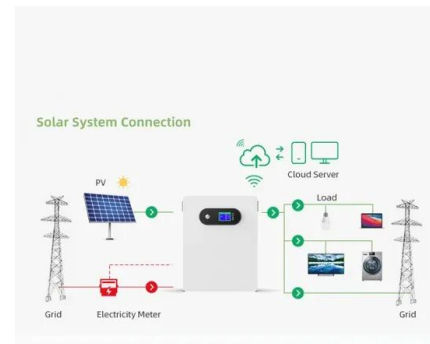 Solar System Connection
Cloud Server
PV
Load
Grid
Electricity Meter
Grid